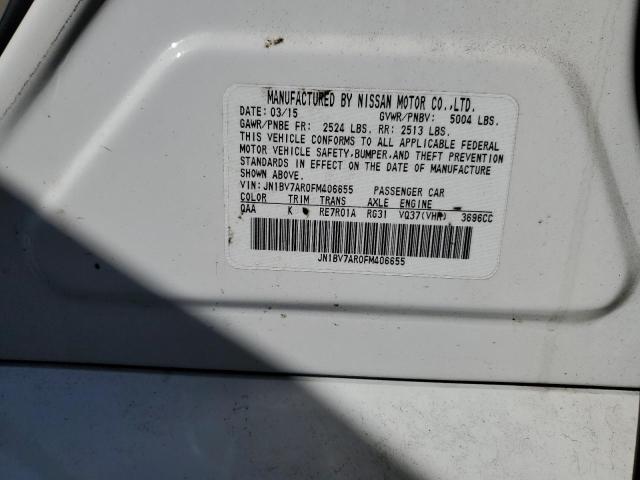 MANUFACTURED BY NISSAN MOTOR CO.,LTD.
DATE: 03/15 GVWR/PNBV: 5004 LBS.
GAWR/PNBE FR: 2524 LBS. RR: 2513 LBS.
THIS VEHICLE CONFORMS TO ALL APPLICABLE FEDERAL
MOTOR VEHICLE SAFETY,BUMPER,AND THEFT PREVENTION
STANDARDS IN EFFECT ON THE DATE OF MANUFACTURE
SHOWN ABOVE.
VIN: JN1BV7AR0FM406655 PASSENGER CAR
COLOR TRIM TRANS AXLE ENGINE
QAA K RE7R01A RG31 VQ37(VHR) 3696CC
JN1BV7AR0FM406655